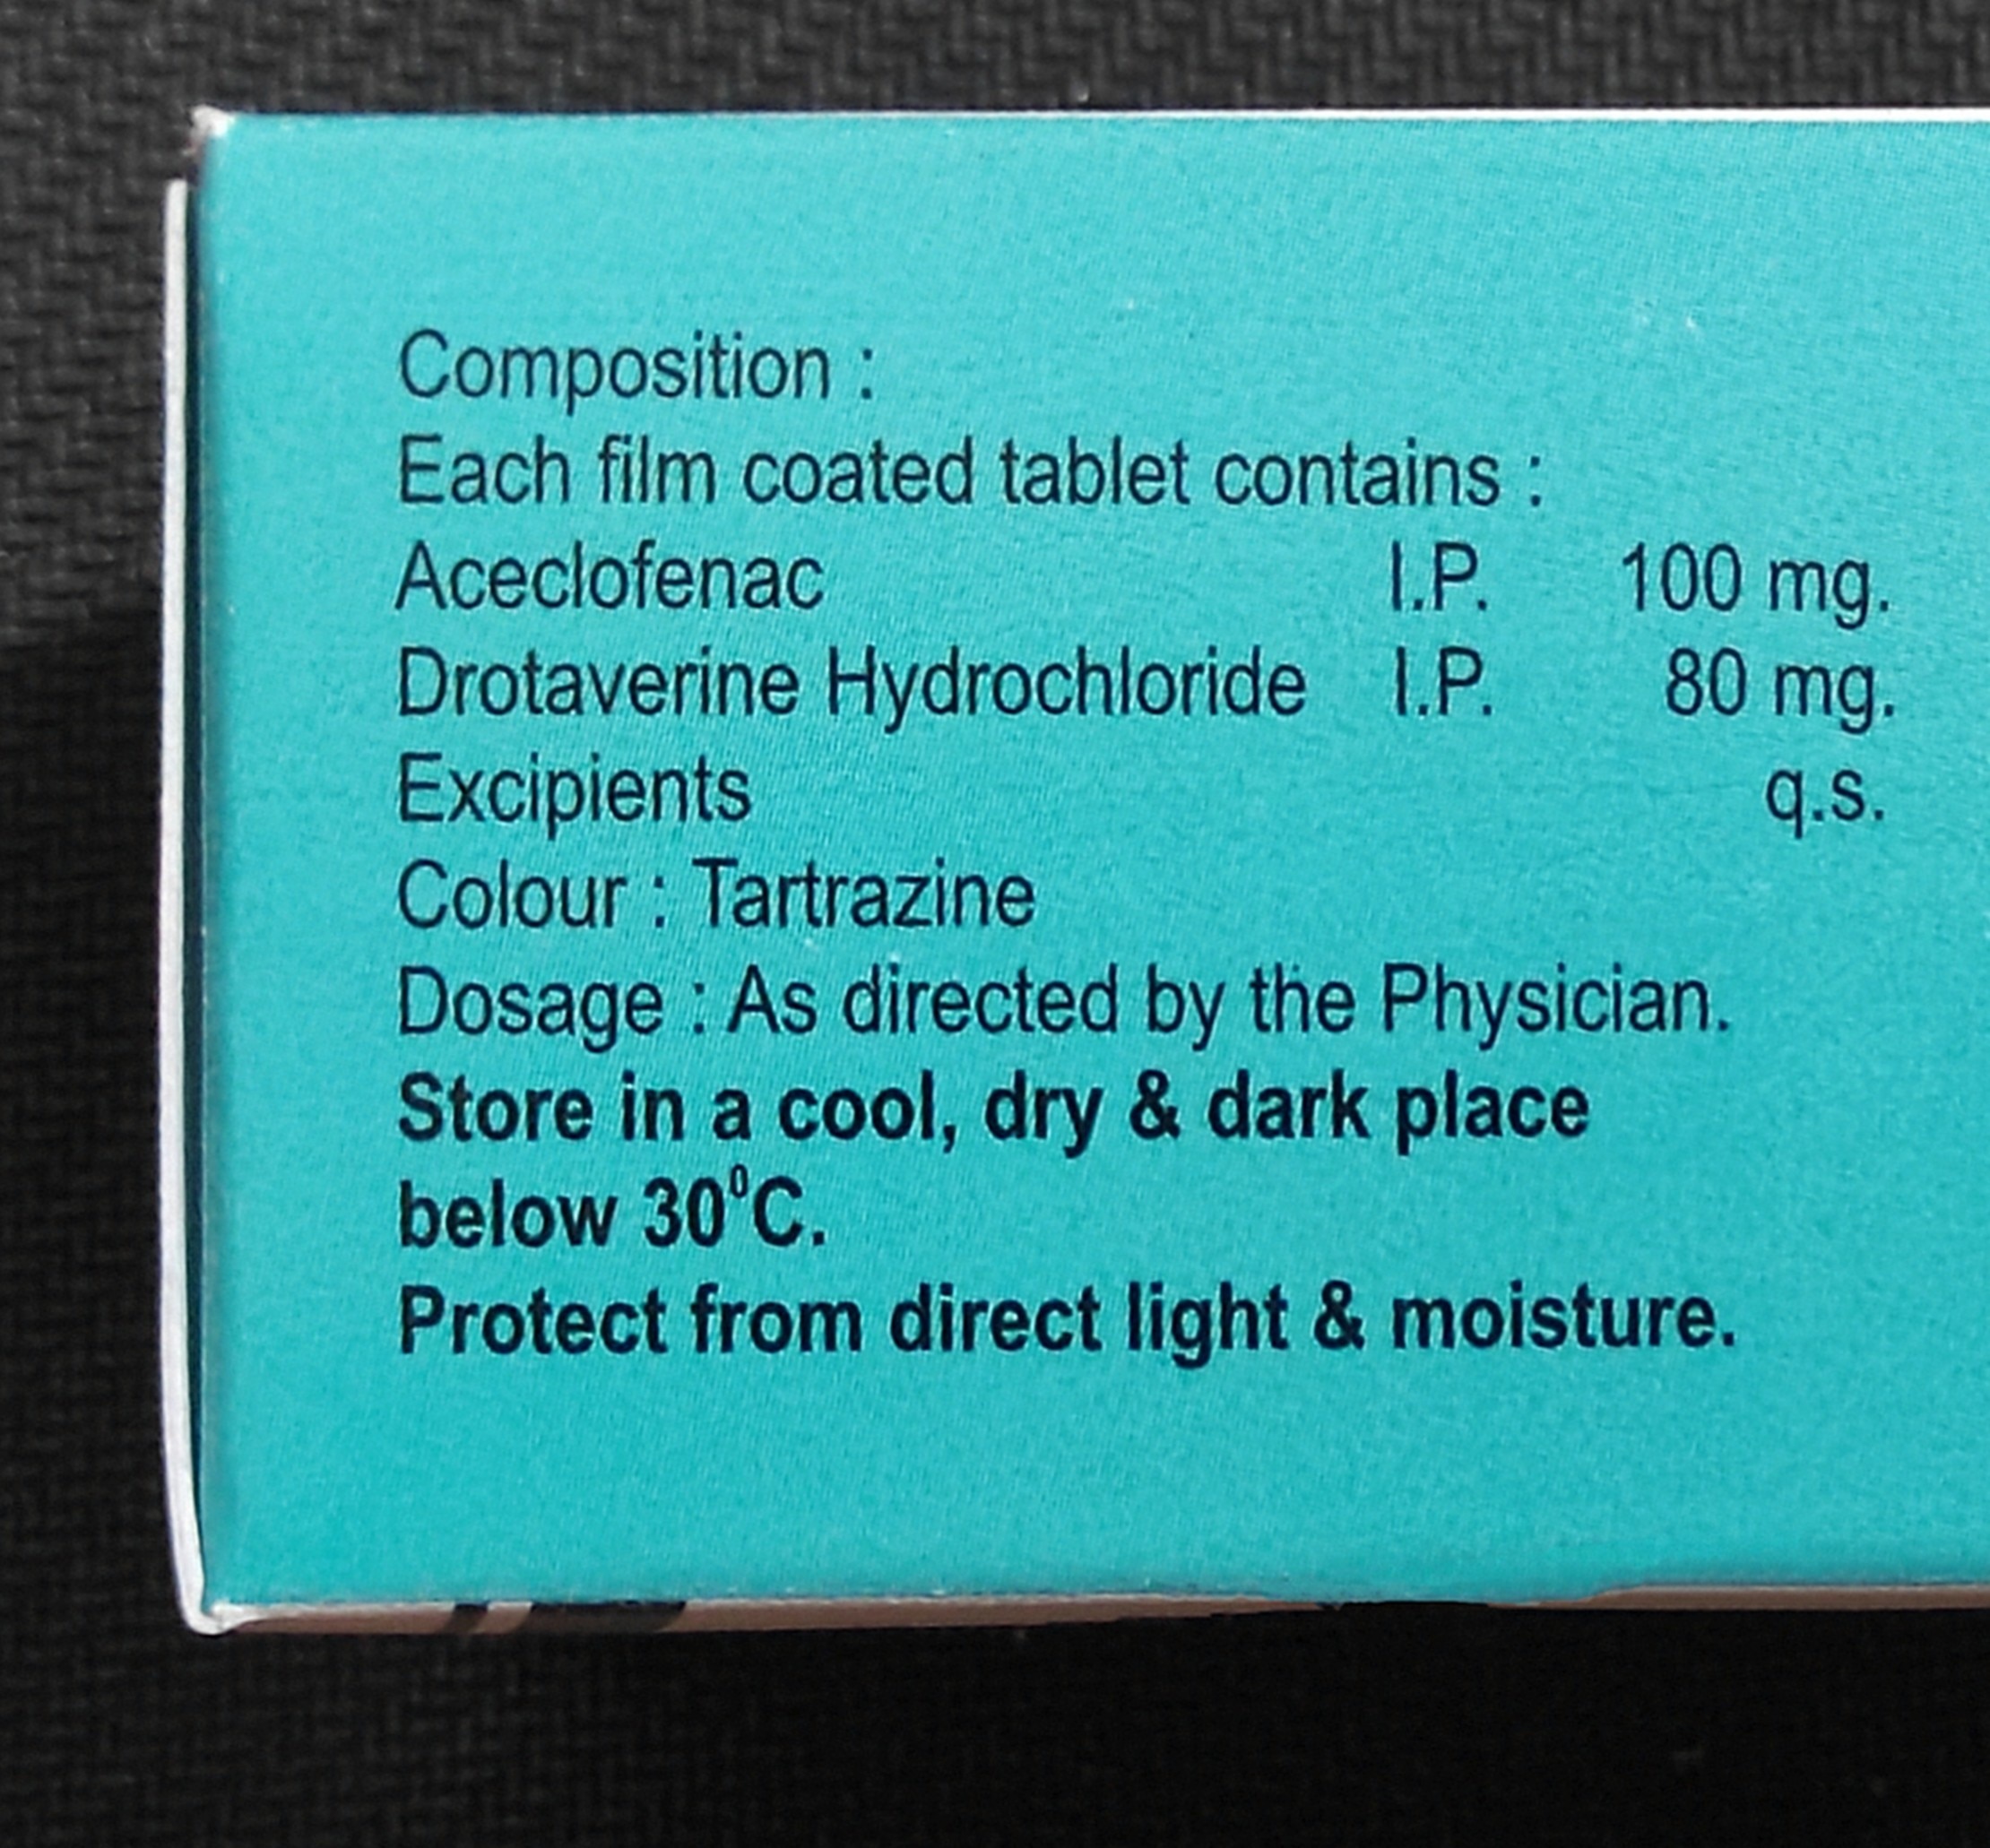 Composition :
Each film coated tablet contains :
Aceclofenac I.P. 100 mg.
Drotaverine Hydrochloride I.P. 80 mg.
Excipients q.s.
Colour : Tartrazine
Dosage : As directed by the Physician.
Store in a cool, dry & dark place
below 30⁰C.
Protect from direct light & moisture.